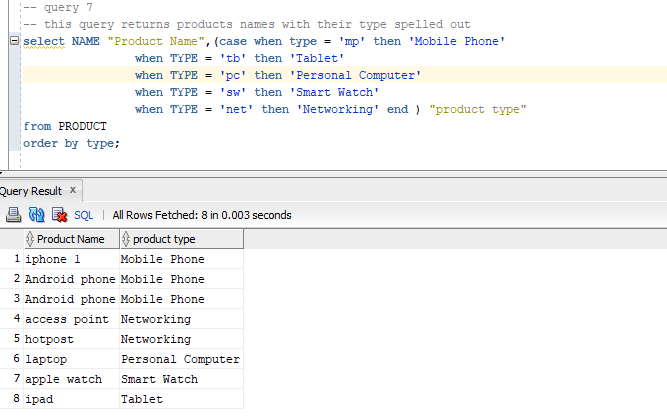 -- query 7
-- this query returns products names with their type spelled out
select NAME "Product Name",(case when type = 'mp' then 'Mobile Phone'
when TYPE = 'tb' then 'Tablet'
when TYPE = 'pc' then 'Personal Computer'
when TYPE = 'sw' then 'Smart Watch'
when TYPE = 'net' then 'Networking' end ) "product type"
from PRODUCT
order by type;
Query Result x
SQL | All Rows Fetched: 8 in 0.003 seconds
Product Name product type
1 iphone 1 Mobile Phone
2 Android phone Mobile Phone
3 Android phone Mobile Phone
4 access point Networking
5 hotpost Networking
6 laptop Personal Computer
7 apple watch Smart Watch
8 ipad Tablet